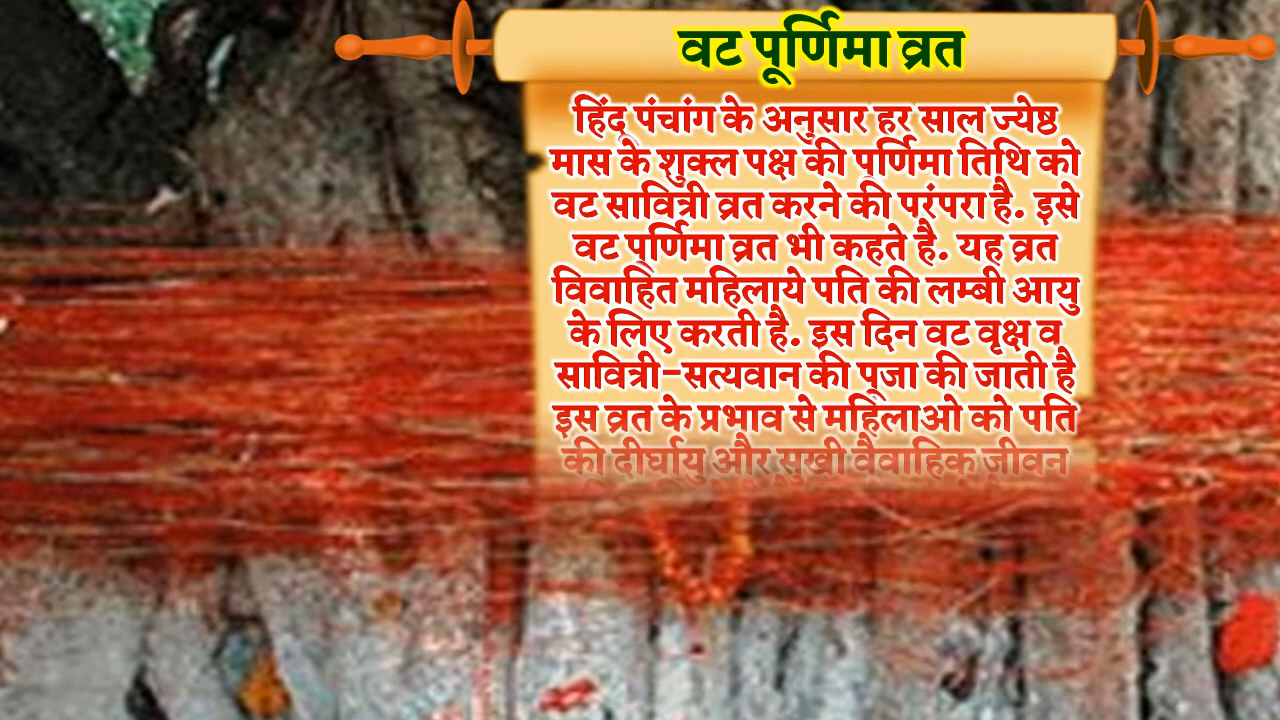 वट पूर्णिमा व्रत
हिंदू पंचांग के अनुसार हर साल ज्येष्ठ
मास के शुक्ल पक्ष की पूर्णिमा तिथि को
वट सावित्री व्रत करने की परंपरा है. इसे
वट पूर्णिमा व्रत भी कहते है. यह व्रत
विवाहित महिलाये पति की लम्बी आयु
के लिए करती है. इस दिन वट वृक्ष व
सावित्री-सत्यवान की पूजा की जाती है
इस व्रत के प्रभाव से महिलाओ को पति
की दीर्घायु और सुखी वैवाहिक जीवन